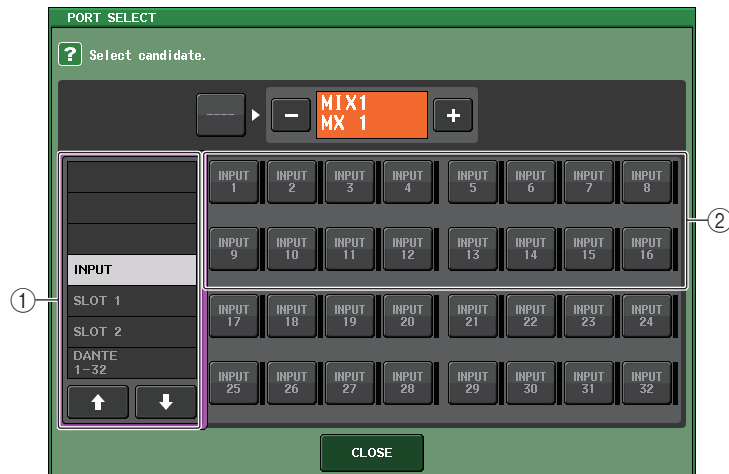 PORT SELECT
? Select candidate.
----
−
MIX1
MX 1
+
INPUT
SLOT 1
SLOT 2
DANTE
1-32
INPUT 1
INPUT 2
INPUT 3
INPUT 4
INPUT 5
INPUT 6
INPUT 7
INPUT 8
INPUT 9
INPUT 10
INPUT 11
INPUT 12
INPUT 13
INPUT 14
INPUT 15
INPUT 16
INPUT 17
INPUT 18
INPUT 19
INPUT 20
INPUT 21
INPUT 22
INPUT 23
INPUT 24
INPUT 25
INPUT 26
INPUT 27
INPUT 28
INPUT 29
INPUT 30
INPUT 31
INPUT 32
1
2
CLOSE